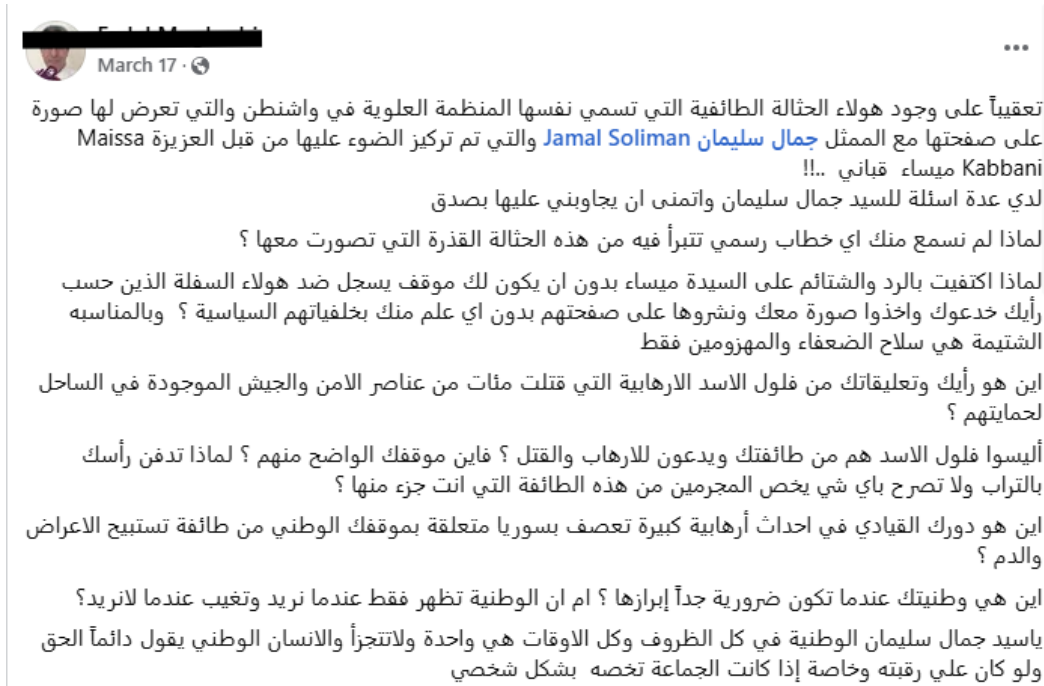 March 17
تعقيباً على وجود هولاء الحثالة الطائفية التي تسمي نفسها المنظمة العلوية في واشنطن والتي تعرض لها صورة
على صفحتها مع الممثل جمال سليمان Jamal Soliman والتي تم تركيز الضوء عليها من قبل العزيزة Maissa
Kabbani ميساء قباني ..!!
لدي عدة اسئلة للسيد جمال سليمان واتمنى ان يجاوبني عليها بصدق
لماذا لم نسمع منك اي خطاب رسمي تتبرأ فيه من هذه الحثالة القذرة التي تصورت معها ؟
لماذا اكتفيت بالرد والشتائم على السيدة ميساء بدون ان يكون لك موقف يسجل ضد هولاء السفلة الذين حسب
رأيك خدعوك واخذوا صورة معك ونشروها على صفحتهم بدون اي علم منك بخلفياتهم السياسية ؟ وبالمناسبه
الشتيمة هي سلاح الضعفاء والمهزومين فقط
اين هو رأيك وتعليقاتك من فلول الاسد الارهابية التي قتلت مئات من عناصر الامن والجيش الموجودة في الساحل
لحمايتهم ؟
أليسوا فلول الاسد هم من طائفتك ويدعون للارهاب والقتل ؟ فاين موقفك الواضح منهم ؟ لماذا تدفن رأسك
بالتراب ولا تصرح باي شي يخص المجرمين من هذه الطائفة التي انت جزء منها ؟
اين هو دورك القيادي في احداث أرهابية كبيرة تعصف بسوريا متعلقة بموقفك الوطني من طائفة تستبيح الاعراض
والدم ؟
اين هي وطنيتك عندما تكون ضرورية جداً إبرازها ؟ ام ان الوطنية تظهر فقط عندما نريد وتغيب عندما لانريد؟
ياسيد جمال سليمان الوطنية في كل الظروف وكل الاوقات هي واحدة ولاتتجزأ والانسان الوطني يقول دائماً الحق
ولو كان علي رقبته وخاصة إذا كانت الجماعة تخصه بشكل شخصي